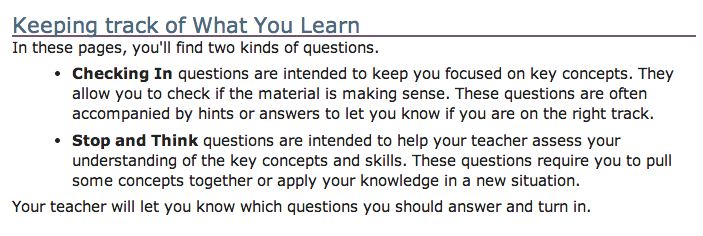 Keeping track of What You Learn
In these pages, you'll find two kinds of questions.
• Checking In questions are intended to keep you focused on key concepts. They
allow you to check if the material is making sense. These questions are often
accompanied by hints or answers to let you know if you are on the right track.
• Stop and Think questions are intended to help your teacher assess your
understanding of the key concepts and skills. These questions require you to pull
some concepts together or apply your knowledge in a new situation.
Your teacher will let you know which questions you should answer and turn in.